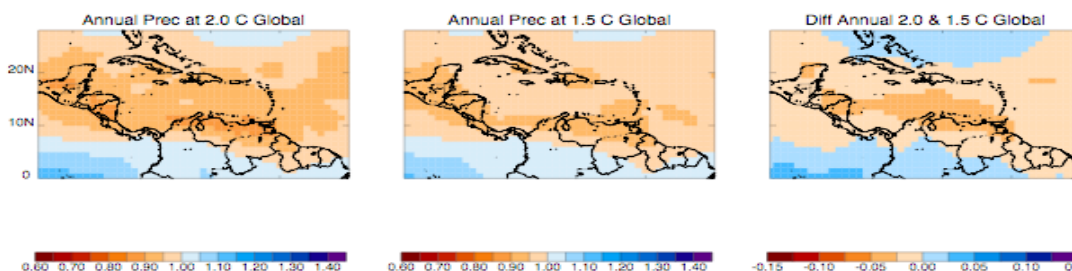 Annual Prec at 2.0 C Global
Annual Prec at 1.5 C Global
Diff Annual 2.0 & 1.5 C Global
20N
10N
0
0.60 0.70 0.80 0.90 1.00 1.10 1.20 1.30 1.40
0.60 0.70 0.80 0.90 1.00 1.10 1.20 1.30 1.40
-0.15 -0.10 -0.05 0.00 0.05 0.10